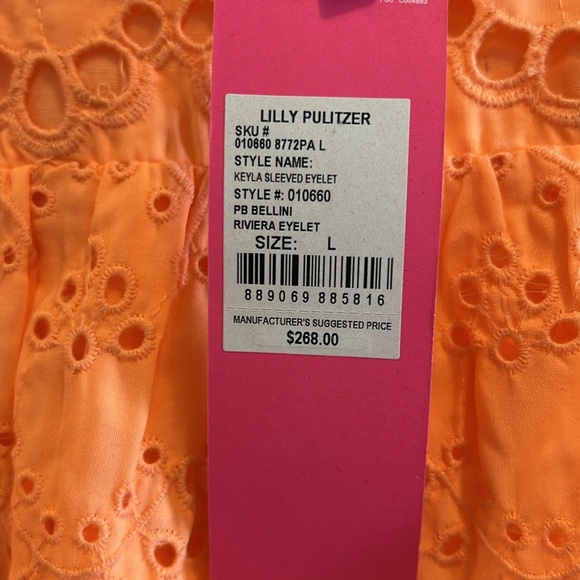 LILLY PULITZER
SKU #
010660 8772PA L
STYLE NAME:
KEYLA SLEEVED EYELET
STYLE #: 010660
PB BELLINI
RIVIERA EYELET
SIZE: L
889069 885816
MANUFACTURER'S SUGGESTED PRICE
$268.00